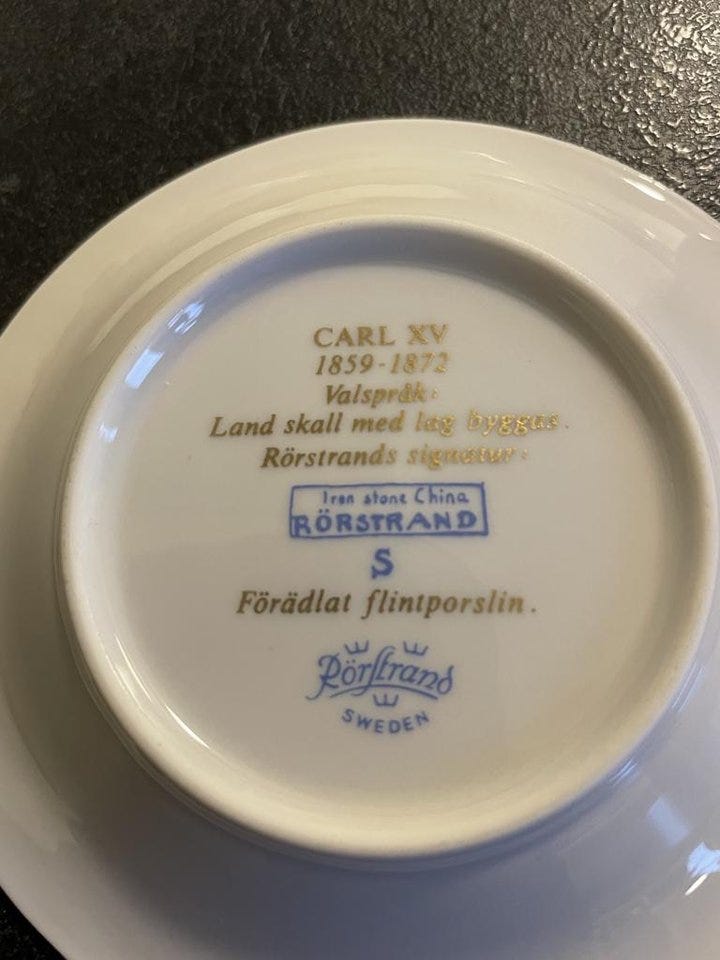 CARL XV
1859-1872
Valspråk:
Land skall med lag byggas.
Rörstrands signatur:
Iron stone China
RÖRSTRAND
S
Förädlat flintporslin.
Rörstrand
SWEDEN